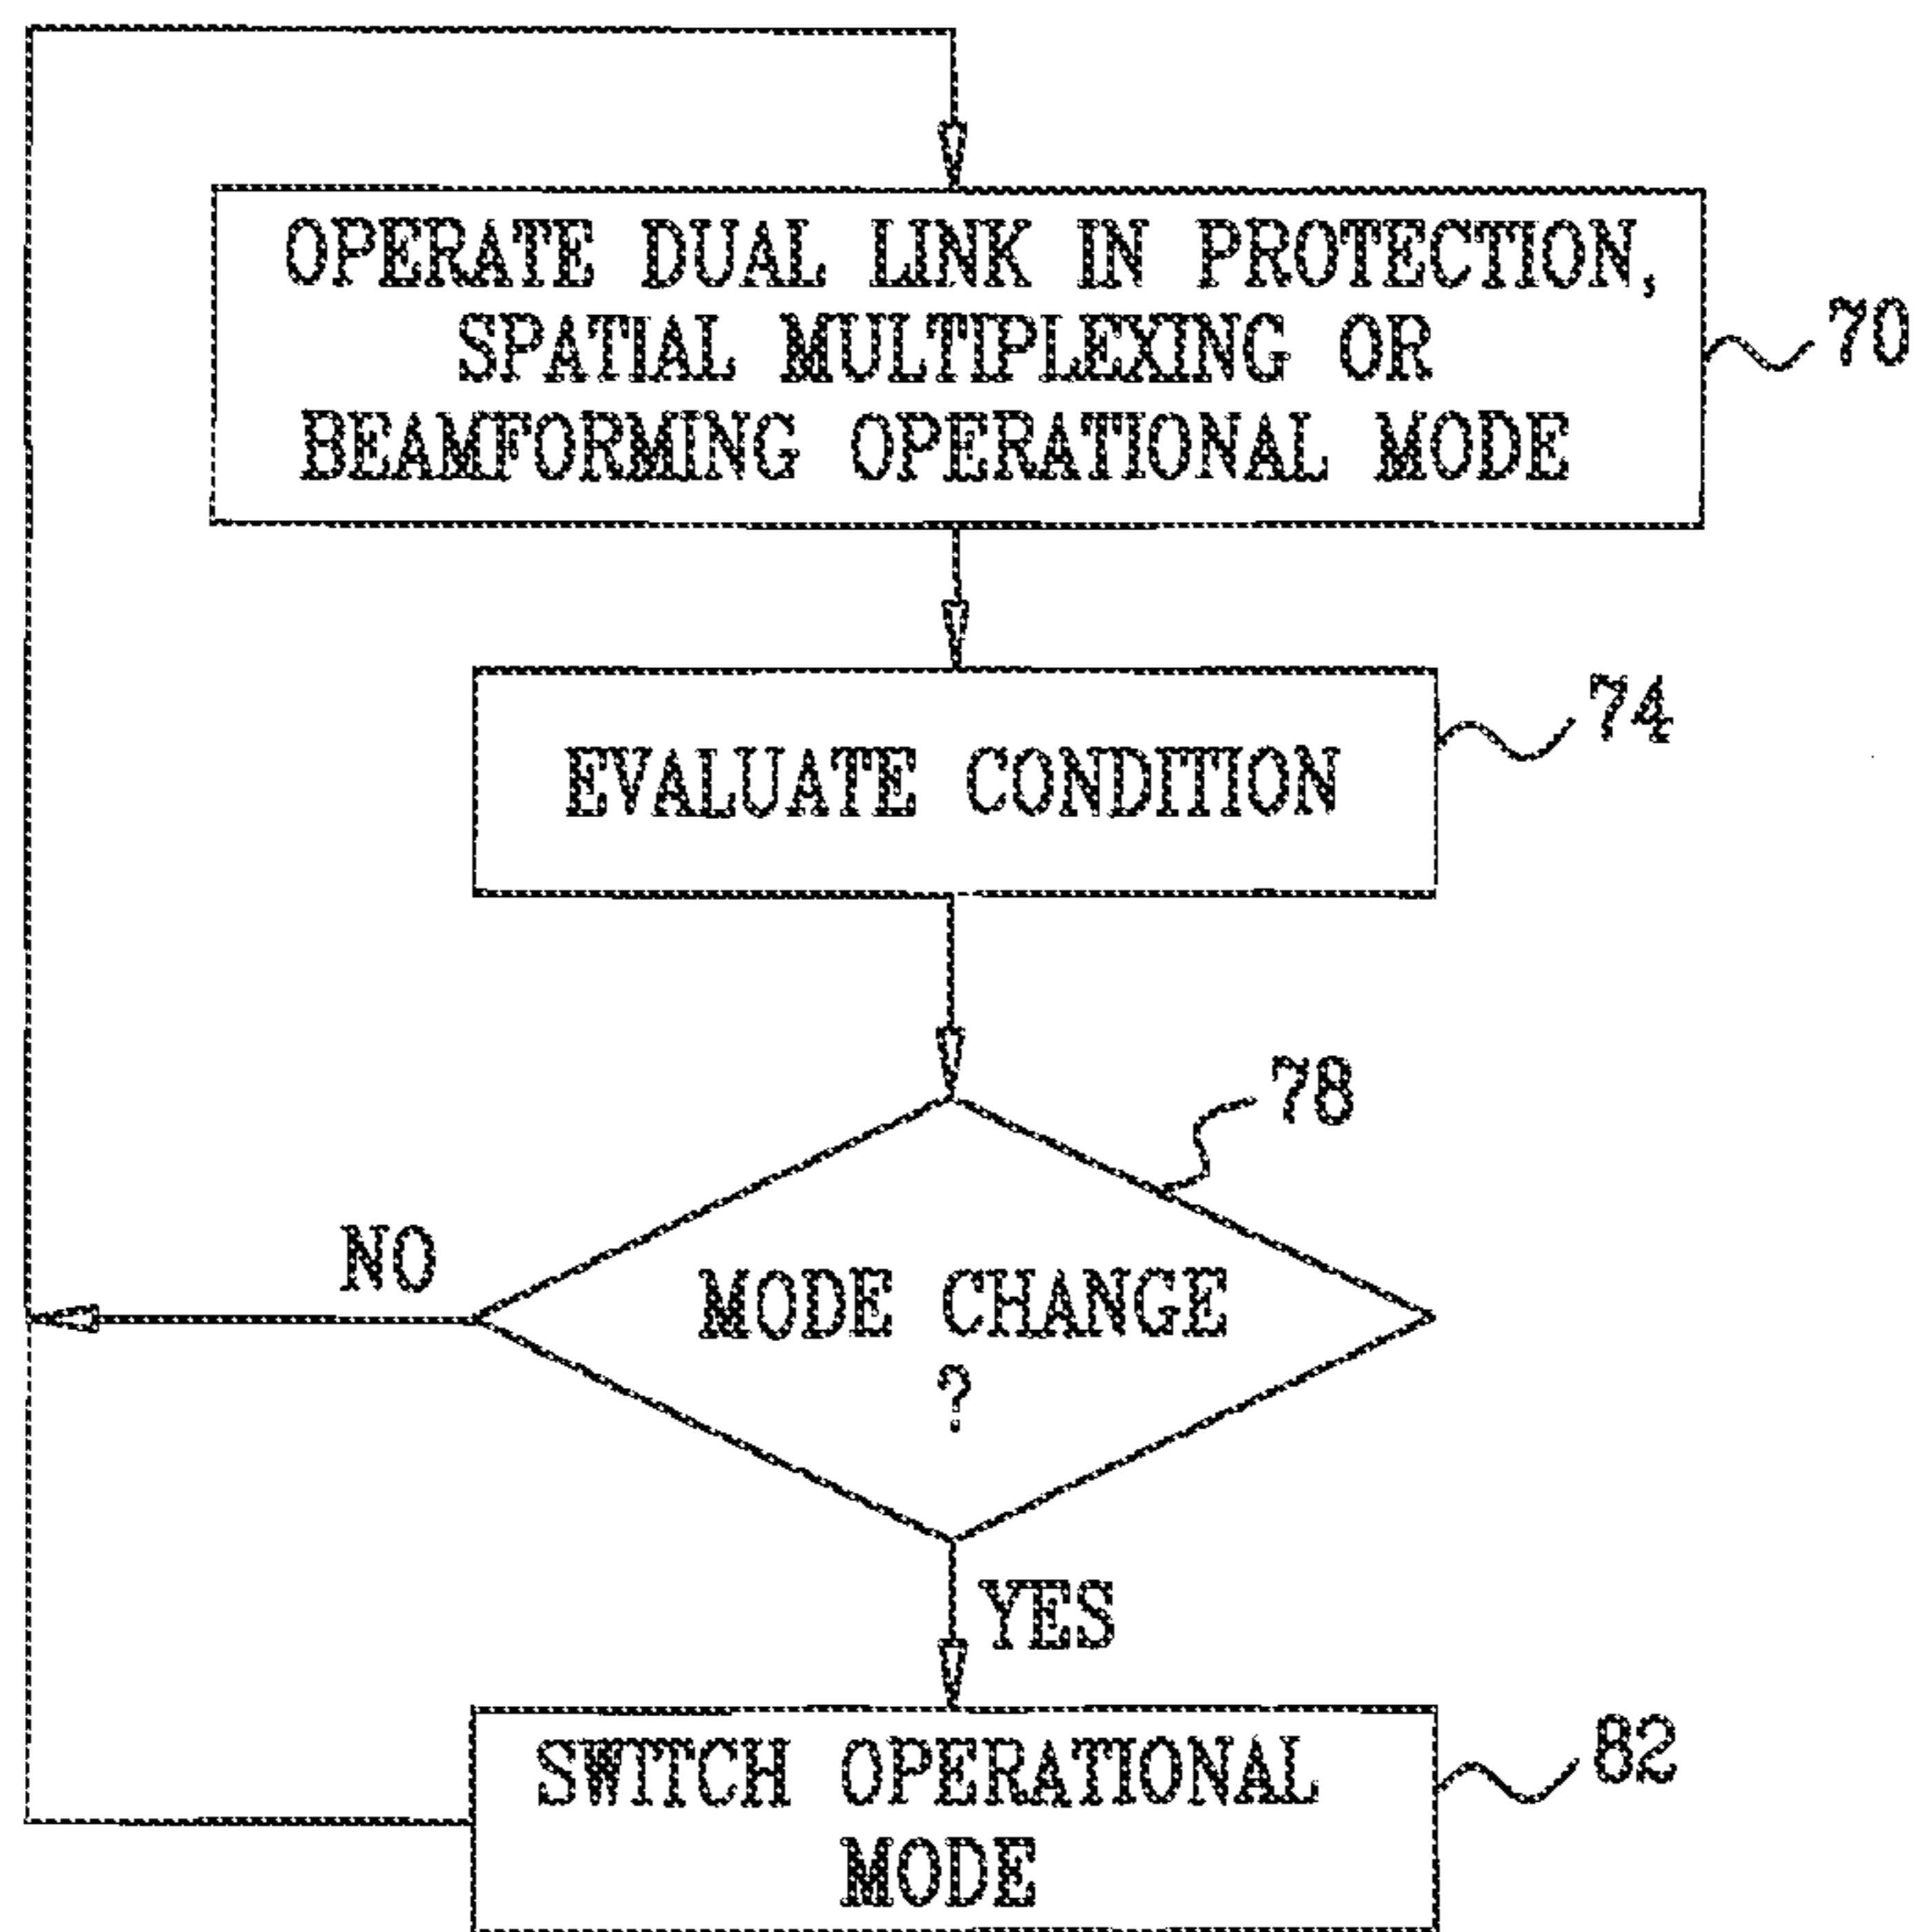 OPERATE DUAL LINK IN PROTECTION,
SPATIAL MULTIPLEXING OR
BEAMFORMING OPERATIONAL MODE
70
EVALUATE CONDITION
74
78
NO
MODE CHANGE
?
YES
SWITCH OPERATIONAL
MODE
82